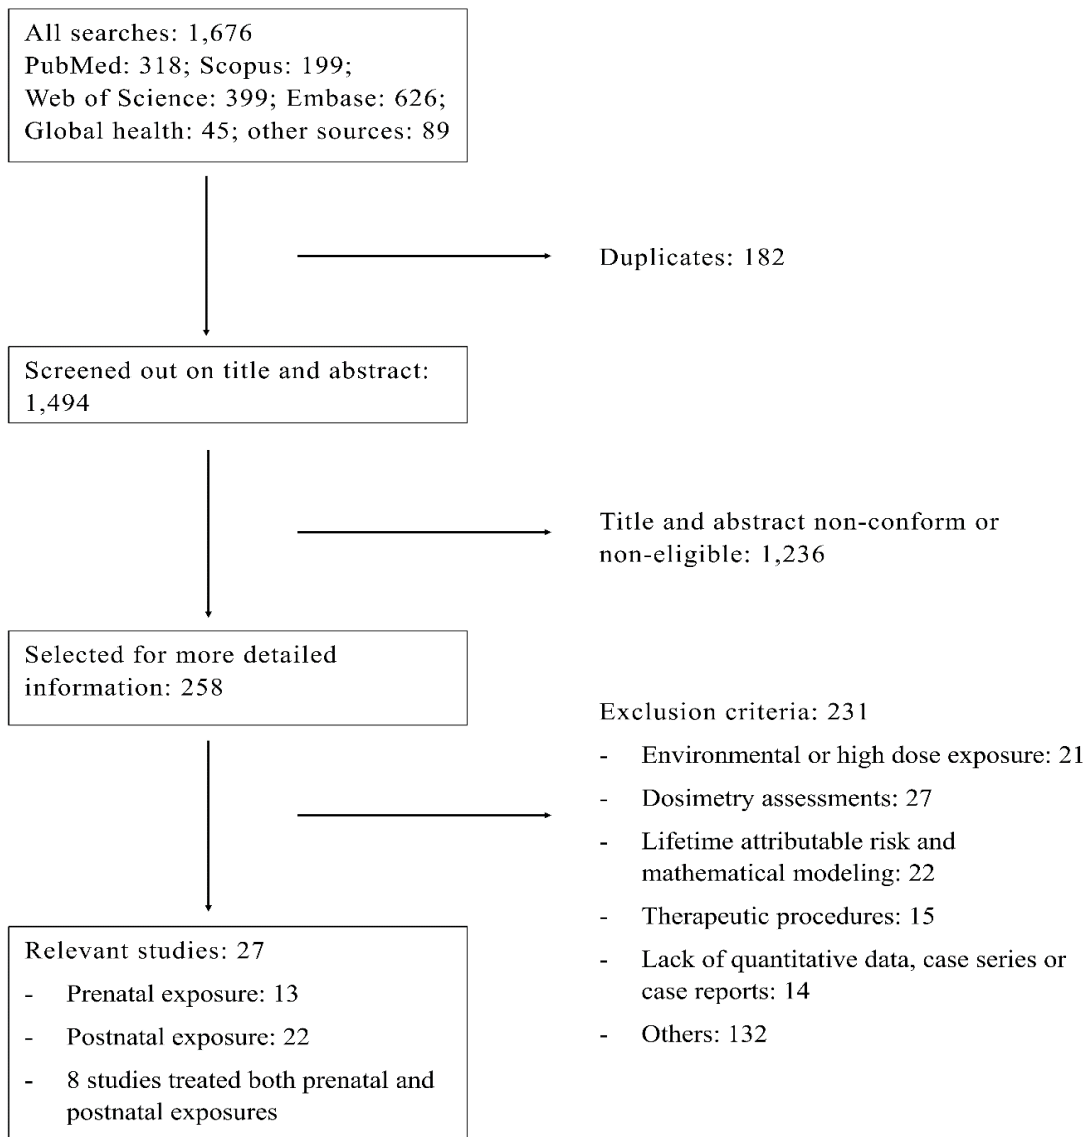 All searches: 1,676
PubMed: 318; Scopus: 199;
Web of Science: 399; Embase: 626;
Global health: 45; other sources: 89
Duplicates: 182
Screened out on title and abstract:
1,494
Title and abstract non-conform or
non-eligible: 1,236
Selected for more detailed
information: 258
Exclusion criteria: 231
- Environmental or high dose exposure: 21
- Dosimetry assessments: 27
- Lifetime attributable risk and
mathematical modeling: 22
- Therapeutic procedures: 15
- Lack of quantitative data, case series or
case reports: 14
- Others: 132
Relevant studies: 27
- Prenatal exposure: 13
- Postnatal exposure: 22
- 8 studies treated both prenatal and
postnatal exposures